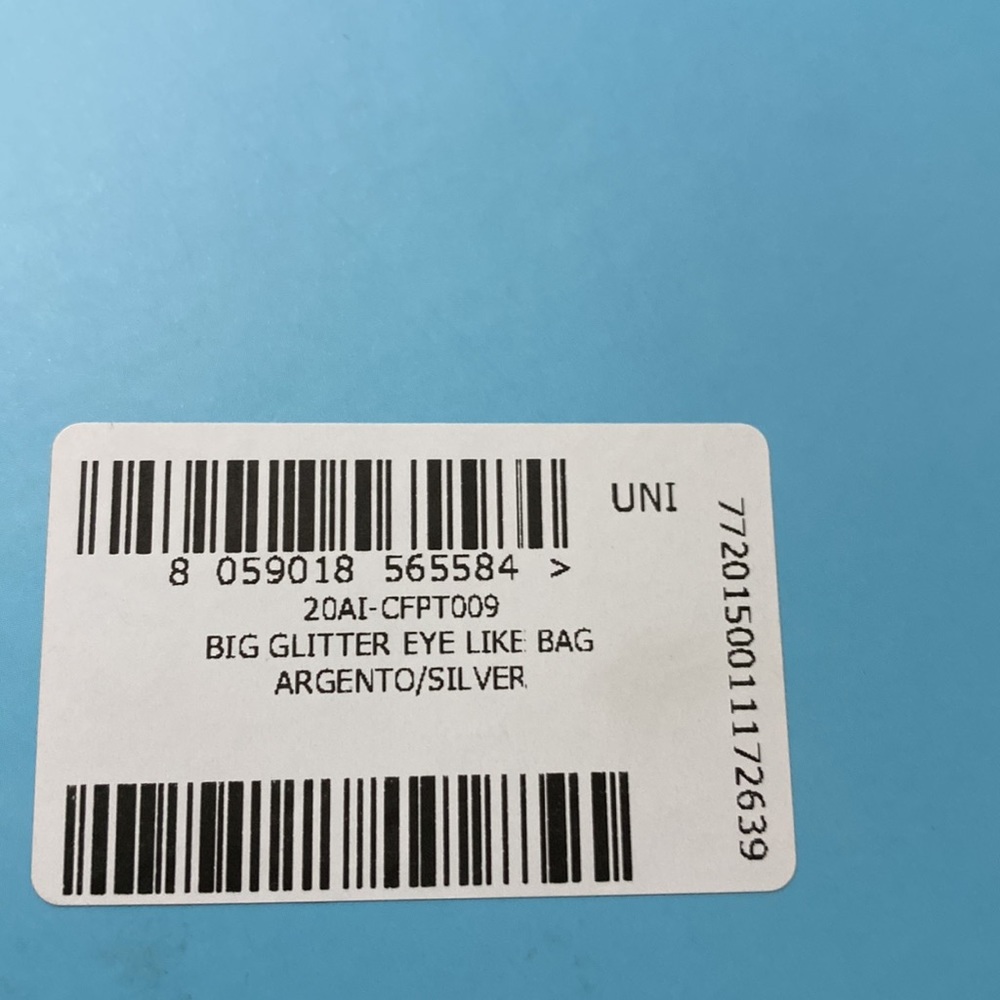 8 059018 565584 >
20AI-CFPT009
BIG GLITTER EYE LIKE BAG
ARGENTO/SILVER
UNI
7720150011172639